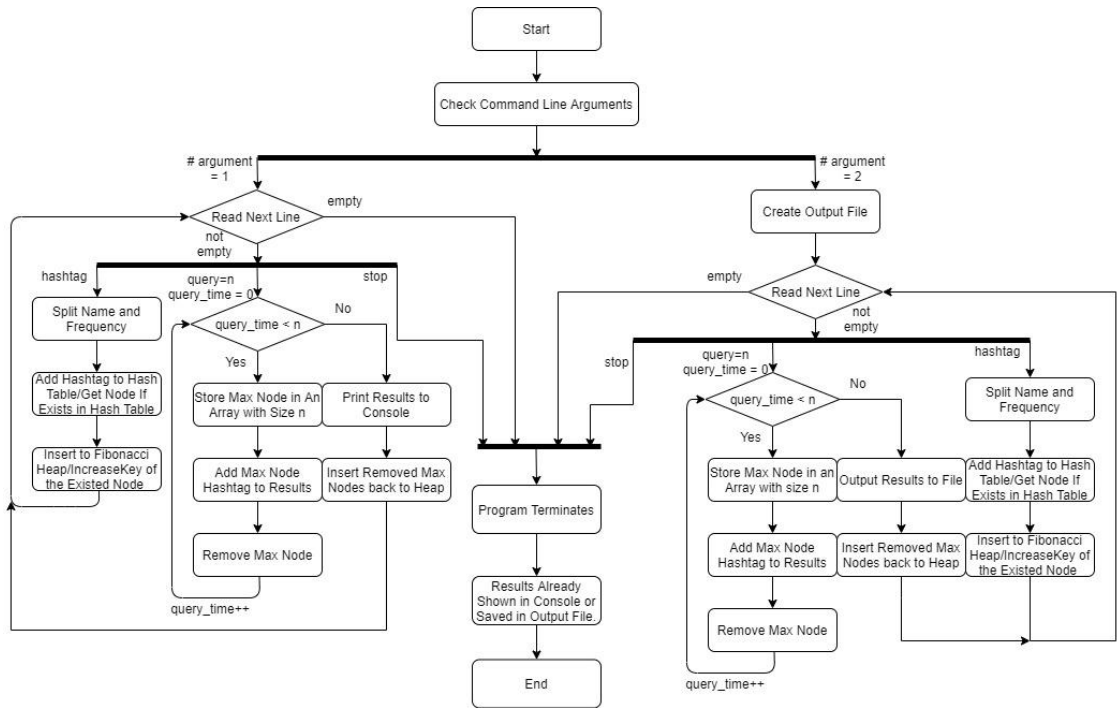 Start
Check Command Line Arguments
# argument
= 1
# argument
= 2
Read Next Line
empty
not
empty
hashtag
query=n
query_time = 0
stop
Split Name and
Frequency
Add Hashtag to Hash
Table/Get Node If
Exists in Hash Table
Insert to Fibonacci
Heap/IncreaseKey of
the Existed Node
query_time < n
No
Yes
Store Max Node in An
Array with Size n
Add Max Node
Hashtag to Results
Remove Max Node
query_time++
Print Results to
Console
Insert Removed Max
Nodes back to Heap
Program Terminates
Results Already
Shown in Console or
Saved in Output File.
End
Create Output File
empty
Read Next Line
not
empty
stop
query=n
query_time = 0
hashtag
query_time < n
No
Yes
Store Max Node in an
Array with size n
Add Max Node
Hashtag to Results
Remove Max Node
query_time++
Output Results to File
Insert Removed Max
Nodes back to Heap
Split Name and
Frequency
Add Hashtag to Hash
Table/Get Node If
Exists in Hash Table
Insert to Fibonacci
Heap/IncreaseKey of
the Existed Node